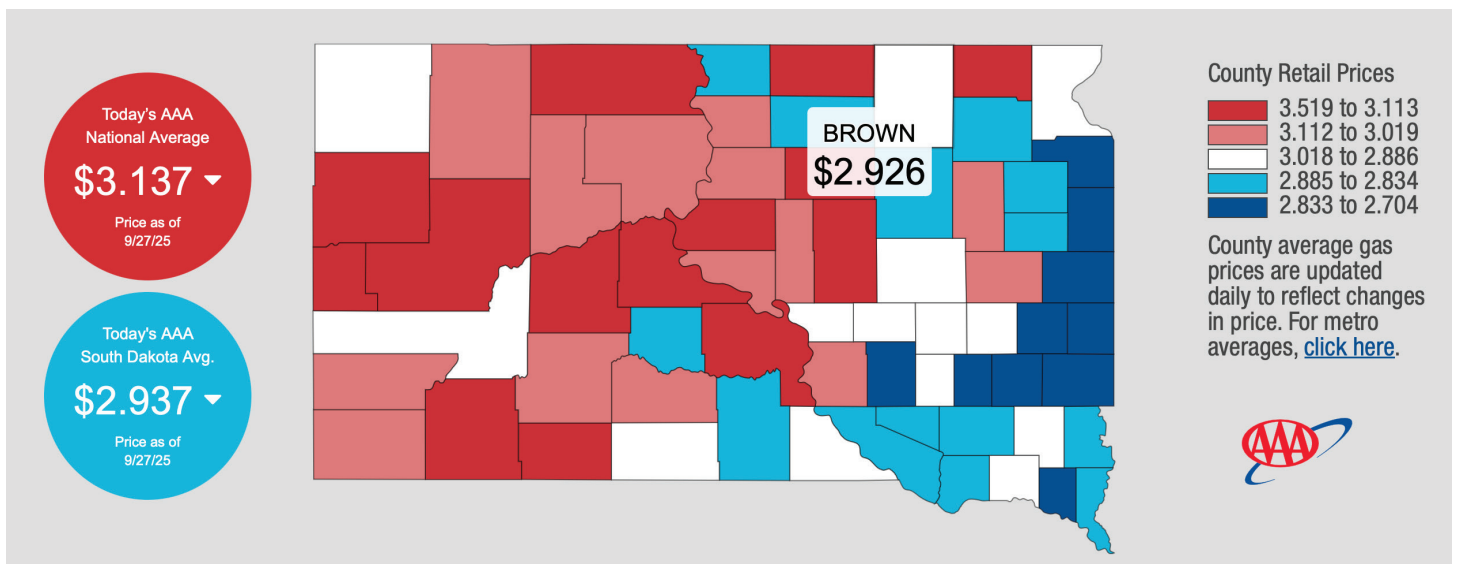 Today's AAA
National Average
$3.137
Price as of
9/27/25
Today's AAA
South Dakota Avg.
$2.937
Price as of
9/27/25
BROWN
$2.926
County Retail Prices
3.519 to 3.113
3.112 to 3.019
3.018 to 2.886
2.885 to 2.834
2.833 to 2.704
County average gas
prices are updated
daily to reflect changes
in price. For metro
averages, click here.
AAA